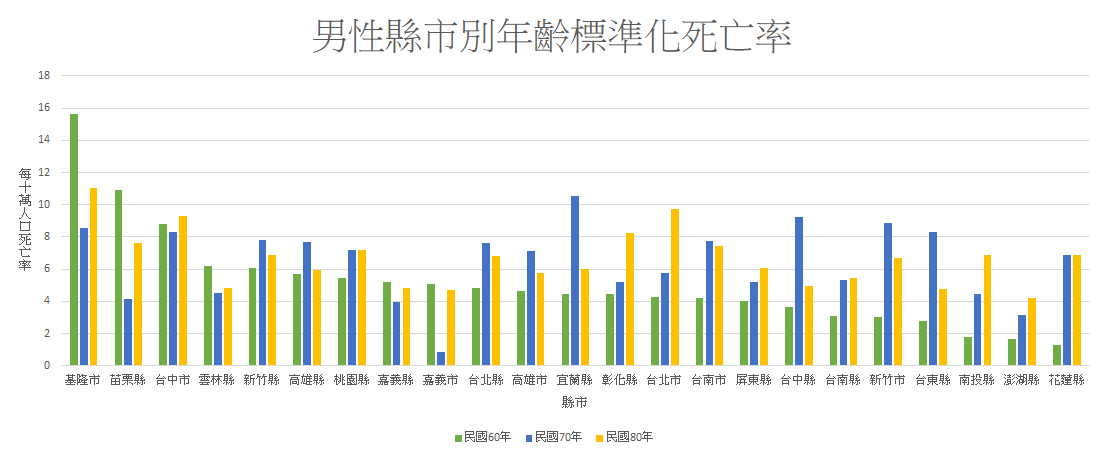 男性縣市別年齡標準化死亡率
18
16
14
12
10
8
6
4
2
0
每十萬人口死亡率
基隆市 苗栗縣 台中市 雲林縣 新竹縣 高雄縣 桃園縣 嘉義縣 嘉義市 台北縣 高雄市 宜蘭縣 彰化縣 台北市 台南市 屏東縣 台中縣 台南縣 新竹市 台東縣 南投縣 澎湖縣 花蓮縣
縣市
民國60年 民國70年 民國80年